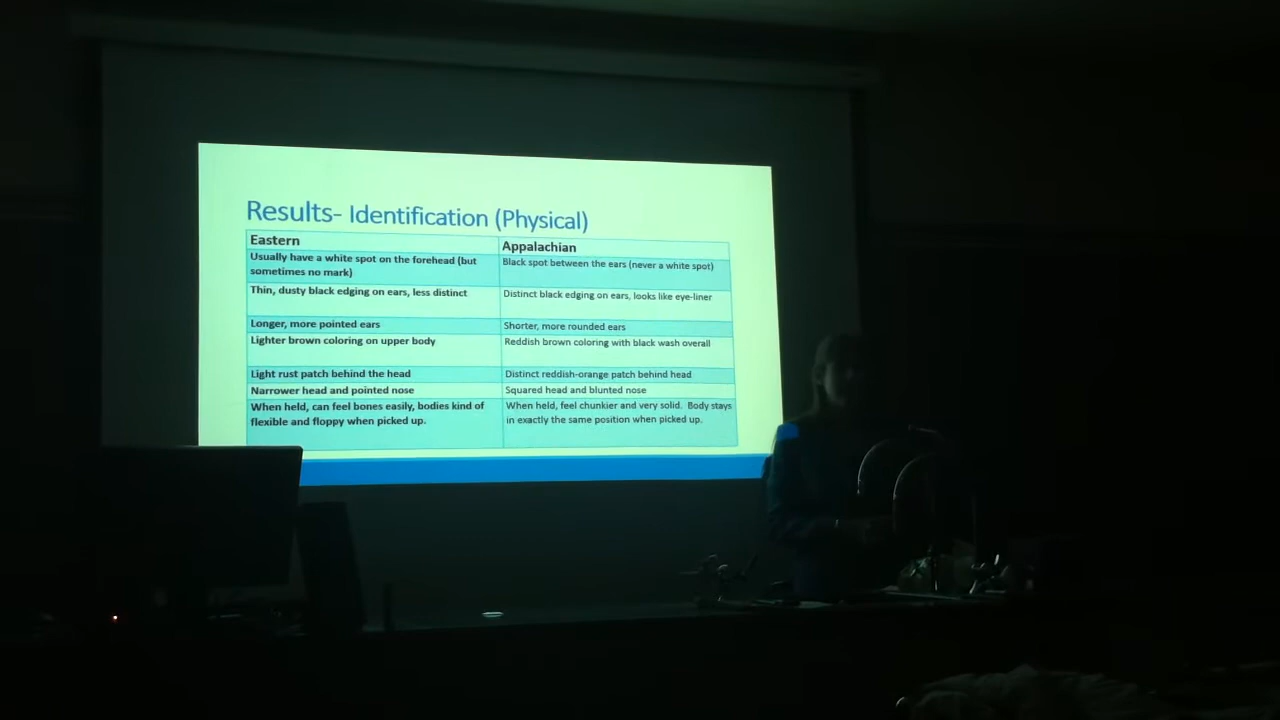 Results- Identification (Physical)
Eastern
Appalachian
Usually have a white spot on the forehead (but
sometimes no mark)
Black spot between the ears (never a white spot)
Thin, dusty black edging on ears, less distinct
Distinct black edging on ears, looks like eye-liner
Longer, more pointed ears
Shorter, more rounded ears
Lighter brown coloring on upper body
Reddish brown coloring with black wash overall
Light rust patch behind the head
Distinct reddish-orange patch behind head
Narrower head and pointed nose
Squared head and blunted nose
When held, can feel bones easily, bodies kind of
flexible and floppy when picked up.
When held, feel chunkier and very solid. Body stays
in exactly the same position when picked up.